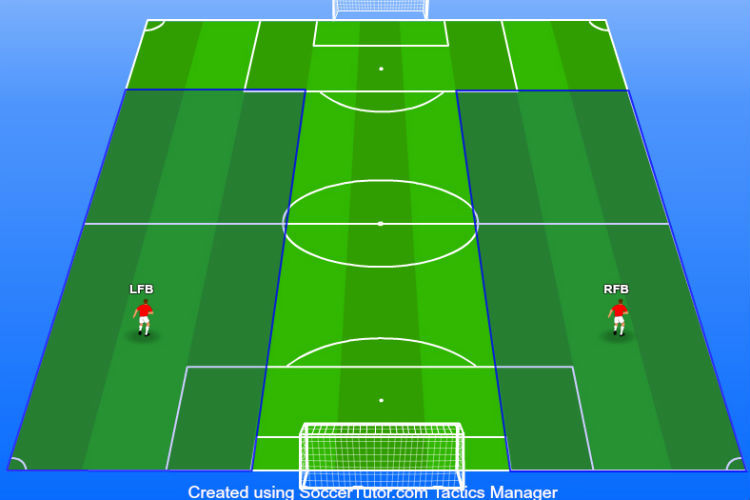 LFB
RFB
Created using SoccerTutor.com Tactics Manager